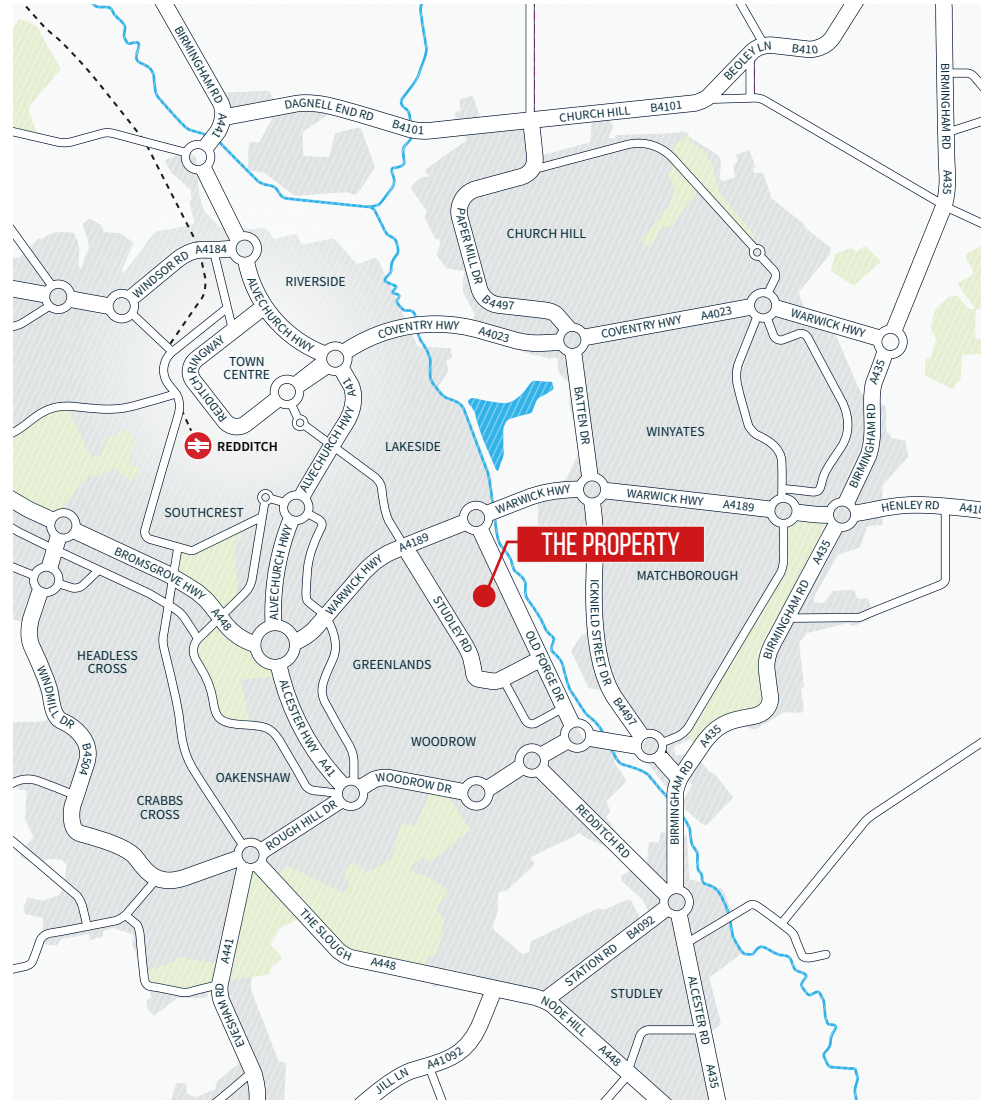 BIRMINGHAM RD
A441
DAGNELL END RD
B4101
CHURCH HILL
B4101
BEOLEY LN
B410
BIRMINGHAM RD
A435
WINDSOR RD
A4184
RIVERSIDE
ALVECHURCH HWY
CHURCH HILL
PAPER MILL DR
B4497
COVENTRY HWY
A4023
COVENTRY HWY
A4023
WARWICK HWY
A435
BIRMINGHAM RD
REDDITCH RINGWAY
TOWN
CENTRE
A41
ALVECHURCH HWY
REDDITCH
REDDITCH
LAKESIDE
BATTEN DR
WINYATES
SOUTHCREST
WARWICK HWY
WARWICK HWY
A4189
HENLEY RD
A418
BROMSGROVE HWY
A448
ALVECHURCH HWY
WARWICK HWY
A4189
THE PROPERTY
MATCHBOROUGH
A435
BIRMINGHAM RD
STUDLEY RD
OLD FORGE DR
ICKNIELD STREET DR
B4497
HEADLESS
CROSS
WINDMILL DR
B4504
GREENLANDS
ALCESTER HWY
A41
WOODROW
A435
BIRMINGHAM RD
OAKENSHAW
WOODROW DR
CRABBS
CROSS
ROUGH HILL DR
REDDITCH RD
THE SLOUGH
A448
A441
EVESHAM RD
STATION RD
B4092
STUDLEY
NODE HILL
A448
ALCESTER RD
A435
JILL LN
A41092